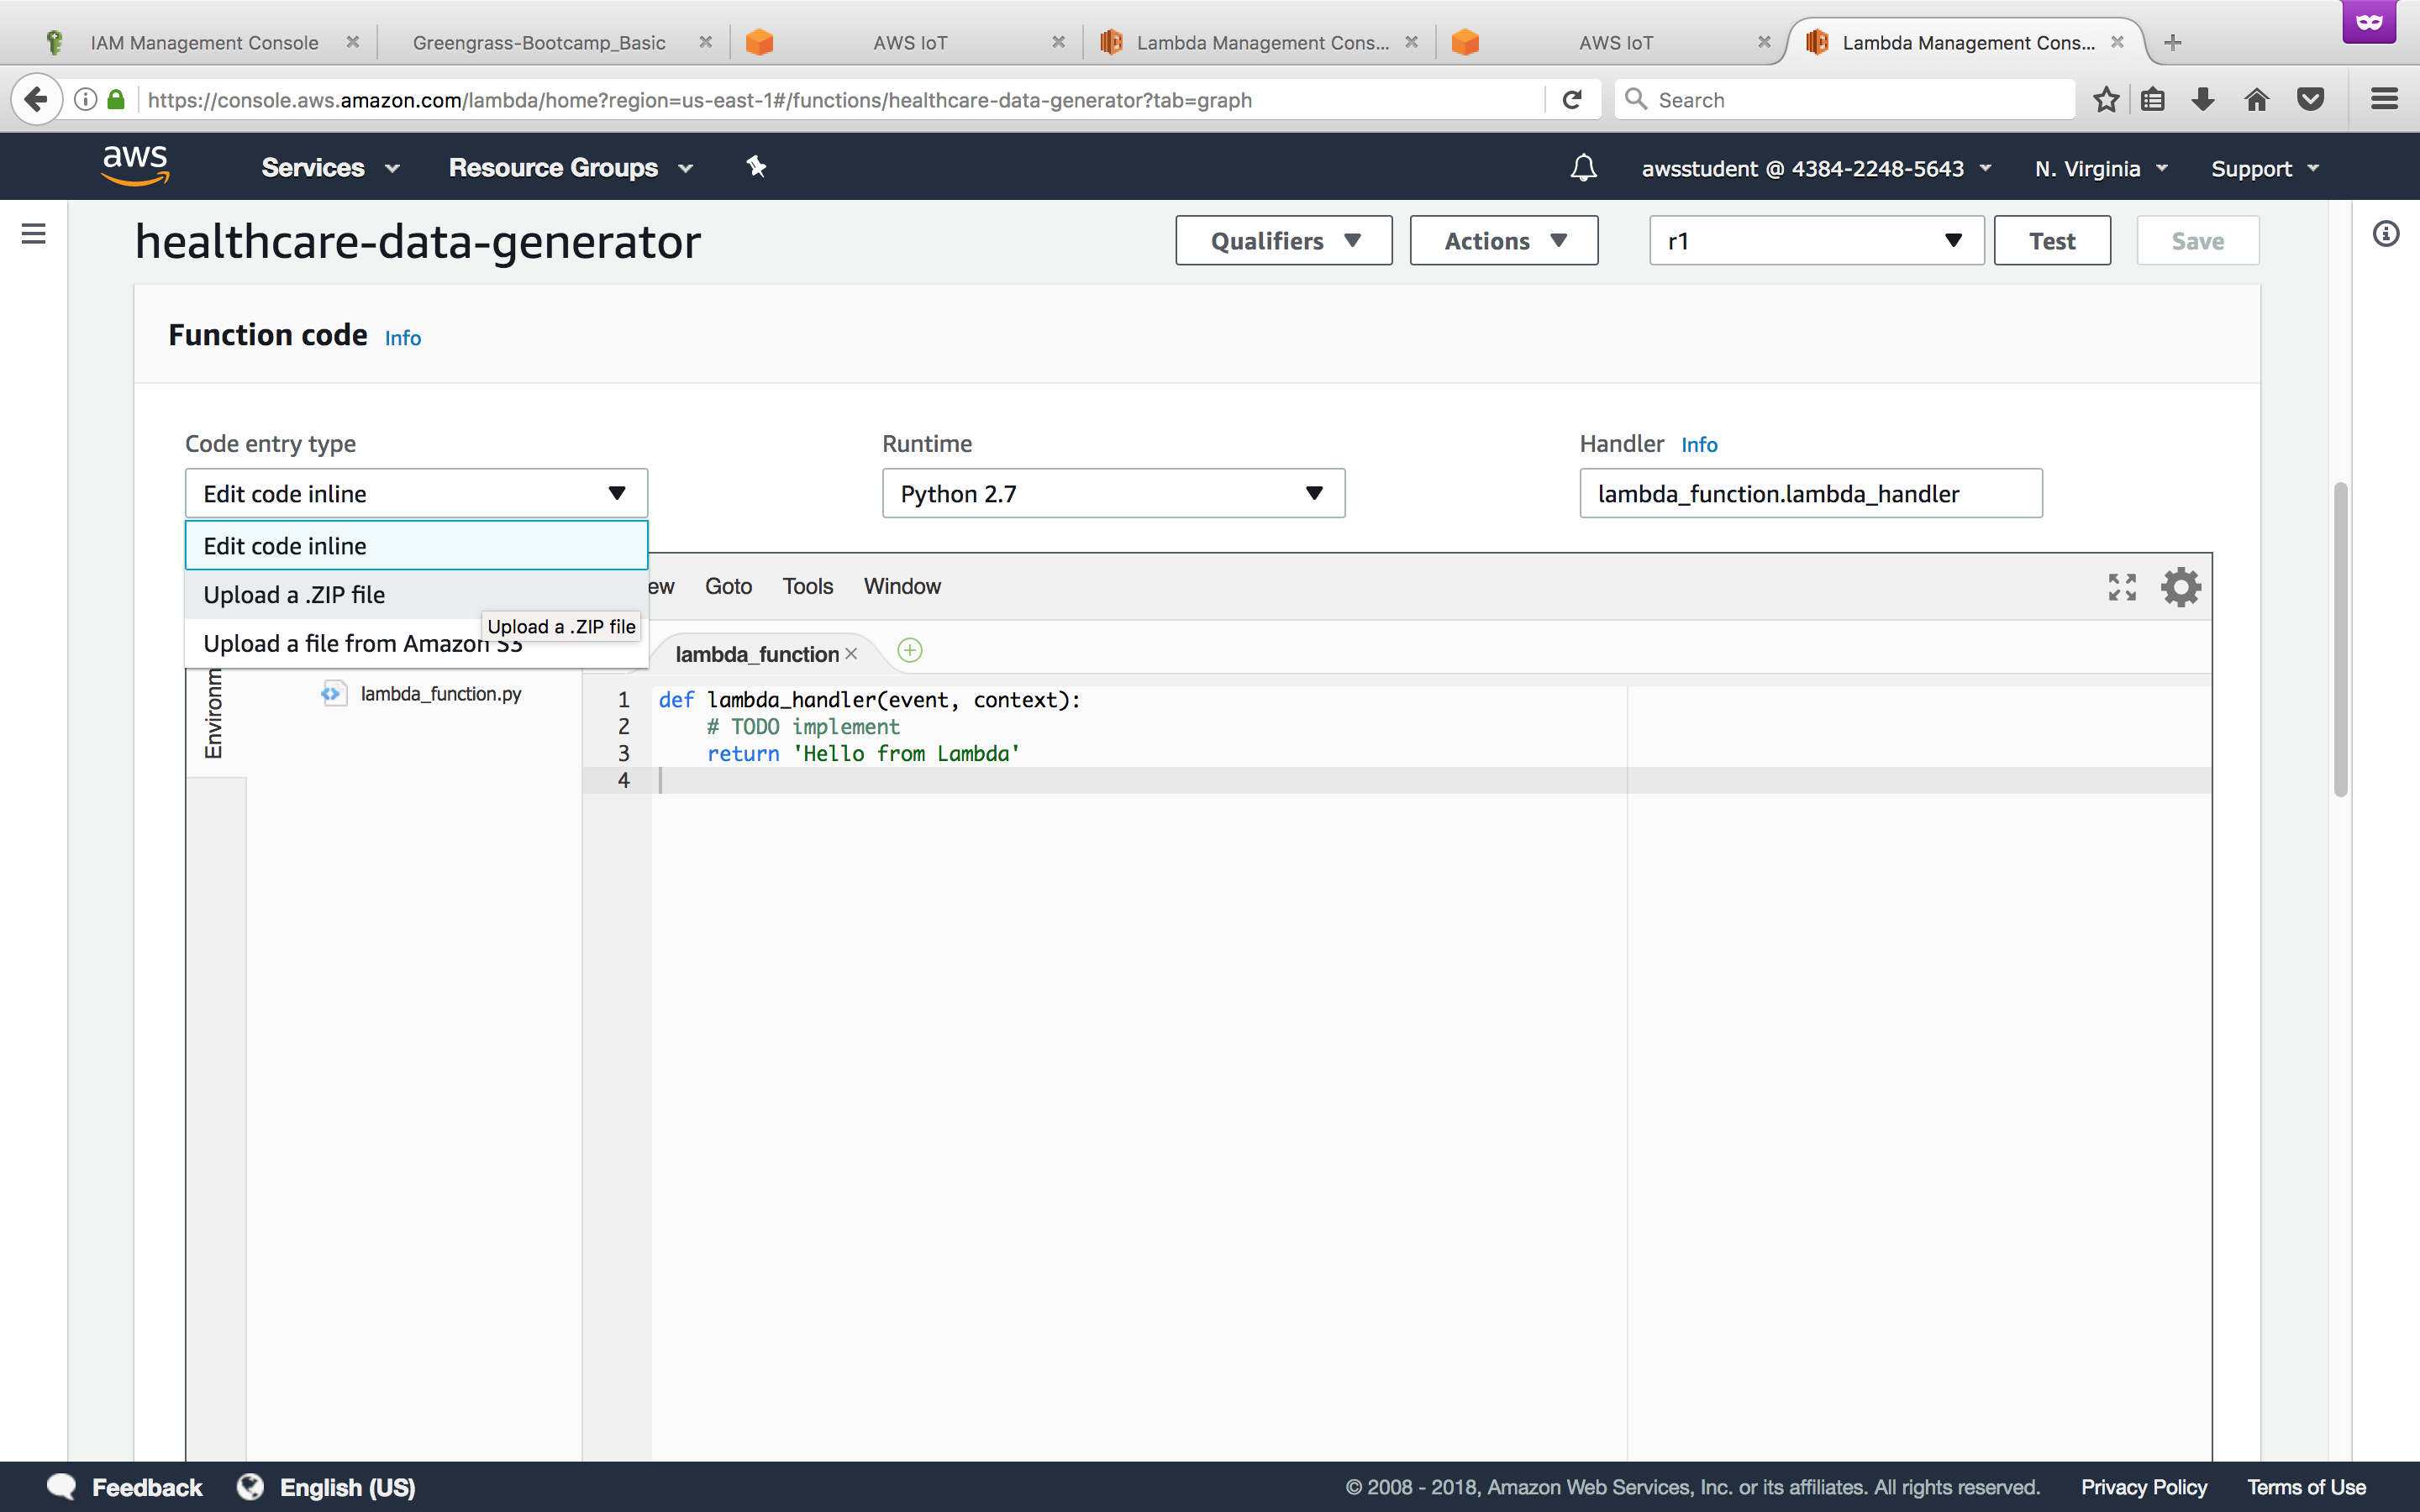 IAM Management Console
Greengrass-Bootcamp_Basic
AWS IoT
Lambda Management Cons...
AWS IoT
Lambda Management Cons...
https://console.aws.amazon.com/lambda/home?region=us-east-1#/functions/healthcare-data-generator?tab=graph
Search
aws
Services
Resource Groups
awsstudent @ 4384-2248-5643
N. Virginia
Support
healthcare-data-generator
Qualifiers
Actions
r1
Test
Save
Function code Info
Code entry type
Runtime
Handler Info
Edit code inline
Python 2.7
lambda_function.lambda_handler
Edit code inline
Upload a .ZIP file
Upload a .ZIP file
Upload a file from Amazon S3
ew Goto Tools Window
lambda_function
Environm
lambda_function.py
1 def lambda_handler(event, context):
2 # TODO implement
3 return 'Hello from Lambda'
4
Feedback
English (US)
© 2008 - 2018, Amazon Web Services, Inc. or its affiliates. All rights reserved.
Privacy Policy
Terms of Use